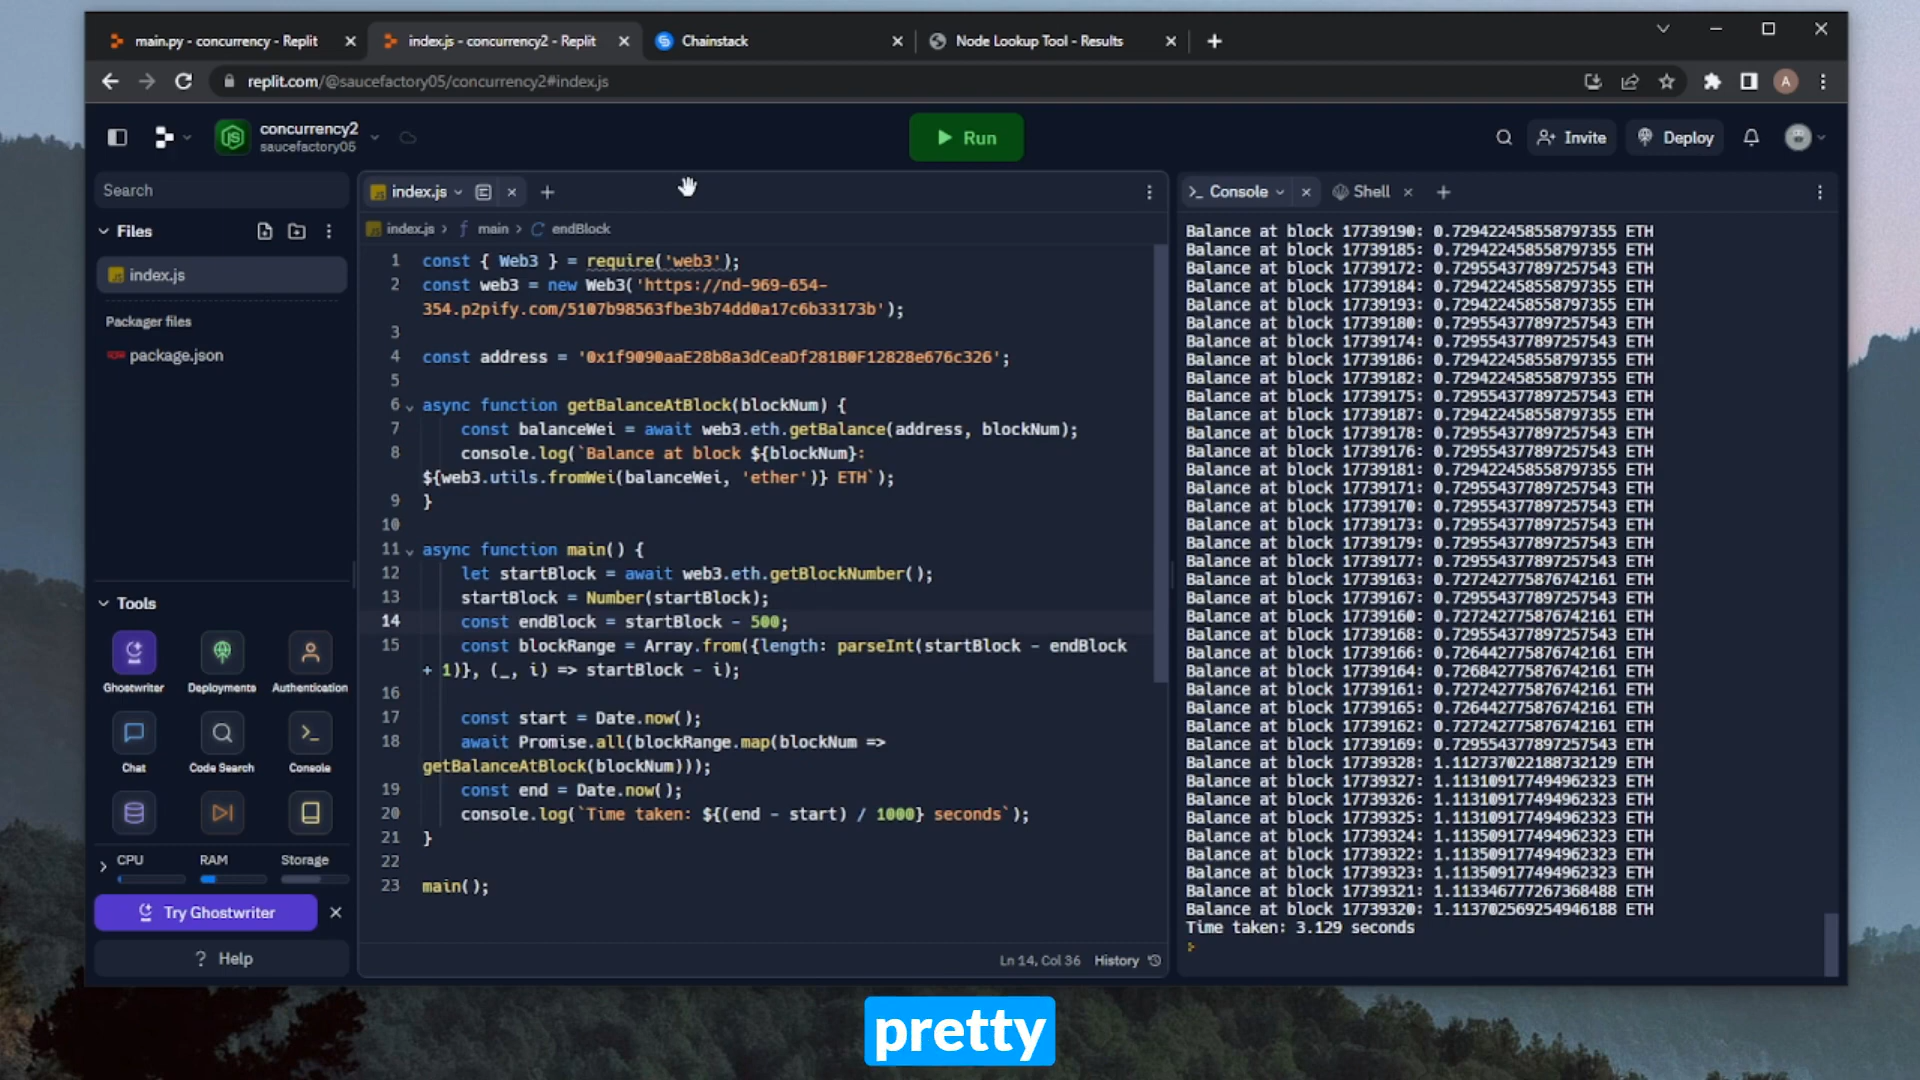 main.py - concurrency - Replit
index.js - concurrency2 - Replit
Chainstack
Node Lookup Tool - Results
replit.com/@saucefactory05/concurrency2#index.js
A
JS
concurrency2
saucefactory05
Run
Invite
Deploy
Search
Files
index.js
Packager files
package.json
Tools
Ghostwriter
Deployments
Authentication
Chat
Code Search
Console
CPU
RAM
Storage
Try Ghostwriter
? Help
index.js
index.js > f main > endBlock
1 const { Web3 } = require('web3');
2 const web3 = new Web3('https://nd-969-654-
354.p2pify.com/5107b98563fbe3b74dd0a17c6b33173b');
3
4 const address = '0x1f9090aaE28b8a3dCeaDf281B0F12828e676c326';
5
6 async function getBalanceAtBlock(blockNum) {
7 const balanceWei = await web3.eth.getBalance(address, blockNum);
8 console.log(`Balance at block ${blockNum}:
${web3.utils.fromWei(balanceWei, 'ether')} ETH`);
9 }
10
11 async function main() {
12 let startBlock = await web3.eth.getBlockNumber();
13 startBlock = Number(startBlock);
14 const endBlock = startBlock - 500;
15 const blockRange = Array.from({length: parseInt(startBlock - endBlock
+ 1)}, (_, i) => startBlock - i);
16
17 const start = Date.now();
18 await Promise.all(blockRange.map(blockNum =>
getBalanceAtBlock(blockNum)));
19 const end = Date.now();
20 console.log(`Time taken: ${(end - start) / 1000} seconds`);
21 }
22
23 main();
Ln 14, Col 36 History
Console
Shell
Balance at block 17739190: 0.729422458558797355 ETH
Balance at block 17739185: 0.729422458558797355 ETH
Balance at block 17739172: 0.729554377897257543 ETH
Balance at block 17739184: 0.729422458558797355 ETH
Balance at block 17739193: 0.729422458558797355 ETH
Balance at block 17739180: 0.729554377897257543 ETH
Balance at block 17739174: 0.729554377897257543 ETH
Balance at block 17739186: 0.729422458558797355 ETH
Balance at block 17739182: 0.729422458558797355 ETH
Balance at block 17739175: 0.729554377897257543 ETH
Balance at block 17739187: 0.729422458558797355 ETH
Balance at block 17739178: 0.729554377897257543 ETH
Balance at block 17739176: 0.729554377897257543 ETH
Balance at block 17739181: 0.729422458558797355 ETH
Balance at block 17739171: 0.729554377897257543 ETH
Balance at block 17739170: 0.729554377897257543 ETH
Balance at block 17739173: 0.729554377897257543 ETH
Balance at block 17739179: 0.729554377897257543 ETH
Balance at block 17739177: 0.729554377897257543 ETH
Balance at block 17739163: 0.727242775876742161 ETH
Balance at block 17739167: 0.729554377897257543 ETH
Balance at block 17739160: 0.727242775876742161 ETH
Balance at block 17739168: 0.729554377897257543 ETH
Balance at block 17739166: 0.726442775876742161 ETH
Balance at block 17739164: 0.726842775876742161 ETH
Balance at block 17739161: 0.727242775876742161 ETH
Balance at block 17739165: 0.726442775876742161 ETH
Balance at block 17739162: 0.727242775876742161 ETH
Balance at block 17739169: 0.729554377897257543 ETH
Balance at block 17739328: 1.112737022188732129 ETH
Balance at block 17739327: 1.113109177494962323 ETH
Balance at block 17739326: 1.113109177494962323 ETH
Balance at block 17739325: 1.113109177494962323 ETH
Balance at block 17739324: 1.113509177494962323 ETH
Balance at block 17739322: 1.113509177494962323 ETH
Balance at block 17739323: 1.113509177494962323 ETH
Balance at block 17739321: 1.113346777267368488 ETH
Balance at block 17739320: 1.113702569254946188 ETH
Time taken: 3.129 seconds
pretty